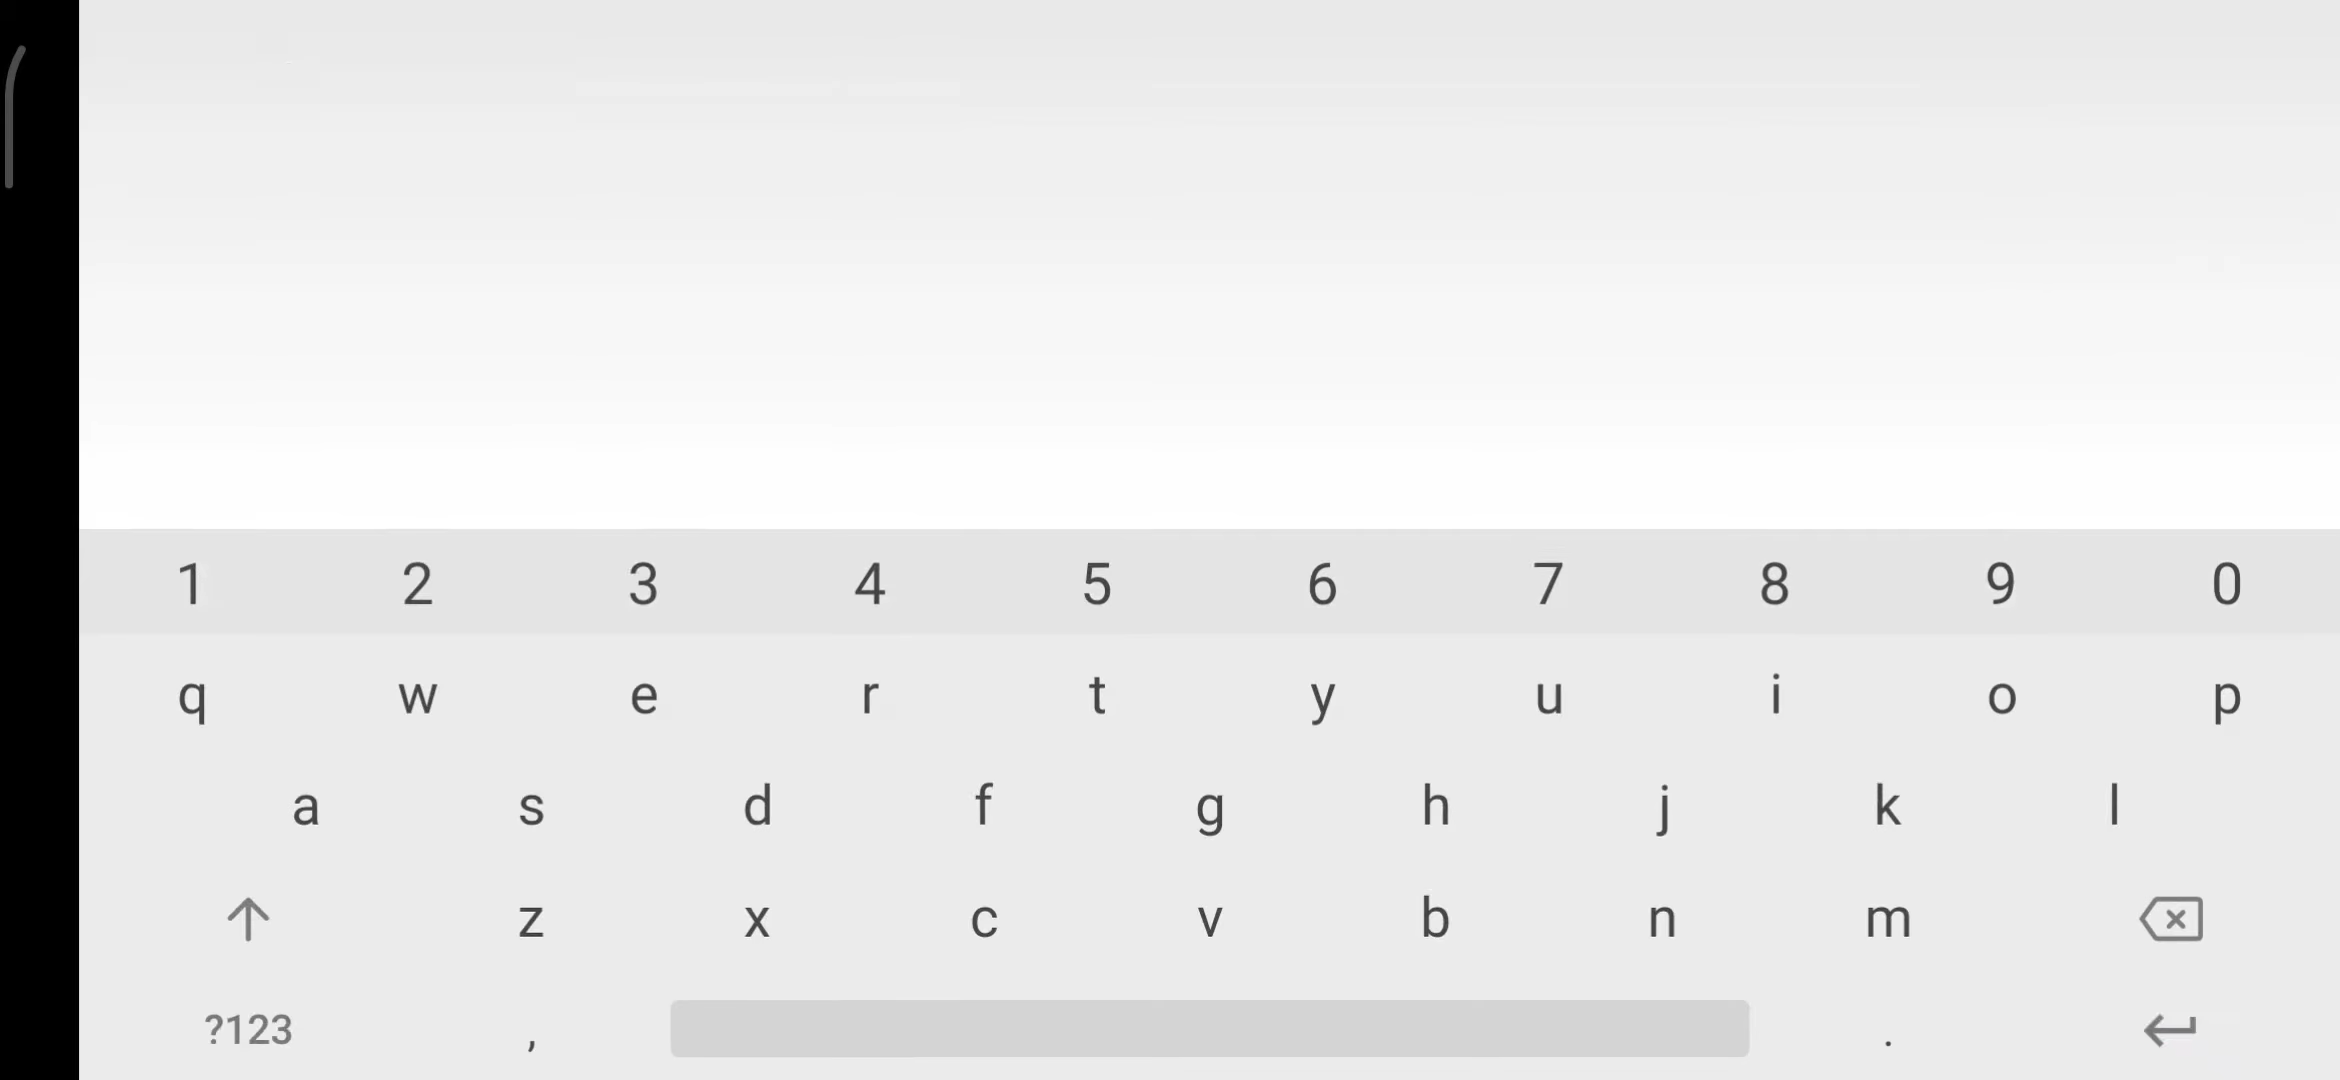 1 2 3 4 5 6 7 8 9 0
q w e r t y u i o p
a s d f g h j k l
z x c v b n m
?123 , .